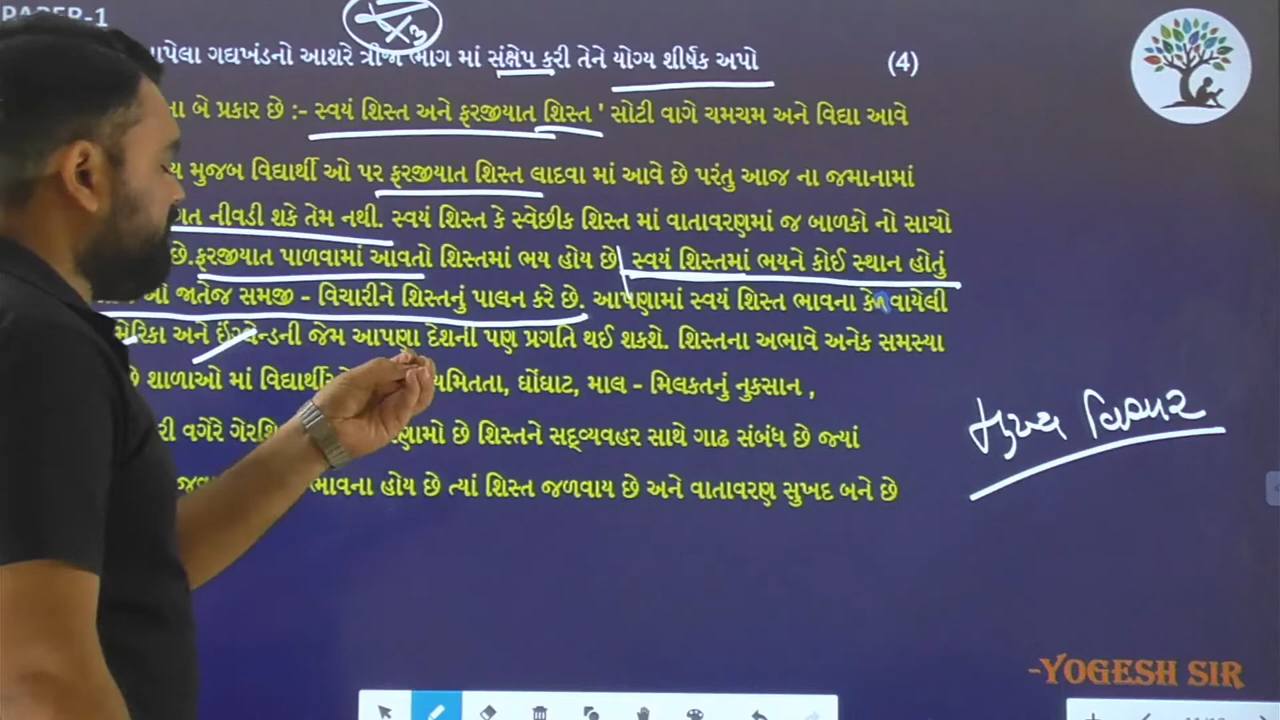 PAPER-1
આપેલા ગદ્યખંડનો આશરે ત્રીજા ભાગ માં સંક્ષેપ કરી તેને યોગ્ય શીર્ષક અપો (4)
ના બે પ્રકાર છે :- સ્વયં શિસ્ત અને ફરજીયાત શિસ્ત ' સોટી વાગે ચમચમ અને વિદ્યા આવે
ય મુજબ વિદ્યાર્થી ઓ પર ફરજીયાત શિસ્ત લાદવા માં આવે છે પરંતુ આજ ના જમાનામાં
ગત નીવડી શકે તેમ નથી. સ્વયં શિસ્ત કે સ્વેછીક શિસ્ત માં વાતાવરણમાં જ બાળકો નો સાચો
છે.ફરજીયાત પાળવામાં આવતો શિસ્તમાં ભય હોય છે સ્વયં શિસ્તમાં ભયને કોઈ સ્થાન હોતું
ઓ જાતેજ સમજી - વિચારીને શિસ્તનું પાલન કરે છે. આપણામાં સ્વયં શિસ્ત ભાવના
મેરિકા અને ઈંગ્લેન્ડની જેમ આપણા દેશની પણ પ્રગતિ થઈ શકશે. શિસ્તના અભાવે અનેક સમસ્યા
છે શાળાઓ માં યમિતતા, ઘોંઘાટ, માલ - મિલકતનું નુકસાન ,
રી વગેરે ણામો છે શિસ્તને સદ્વ્યવહર સાથે ગાઢ સંબંધ છે જ્યાં
ભાવના હોય છે ત્યાં શિસ્ત જળવાય છે અને વાતાવરણ સુખદ બને છે
મુખ્ય વિચાર
-YOGESH SIR